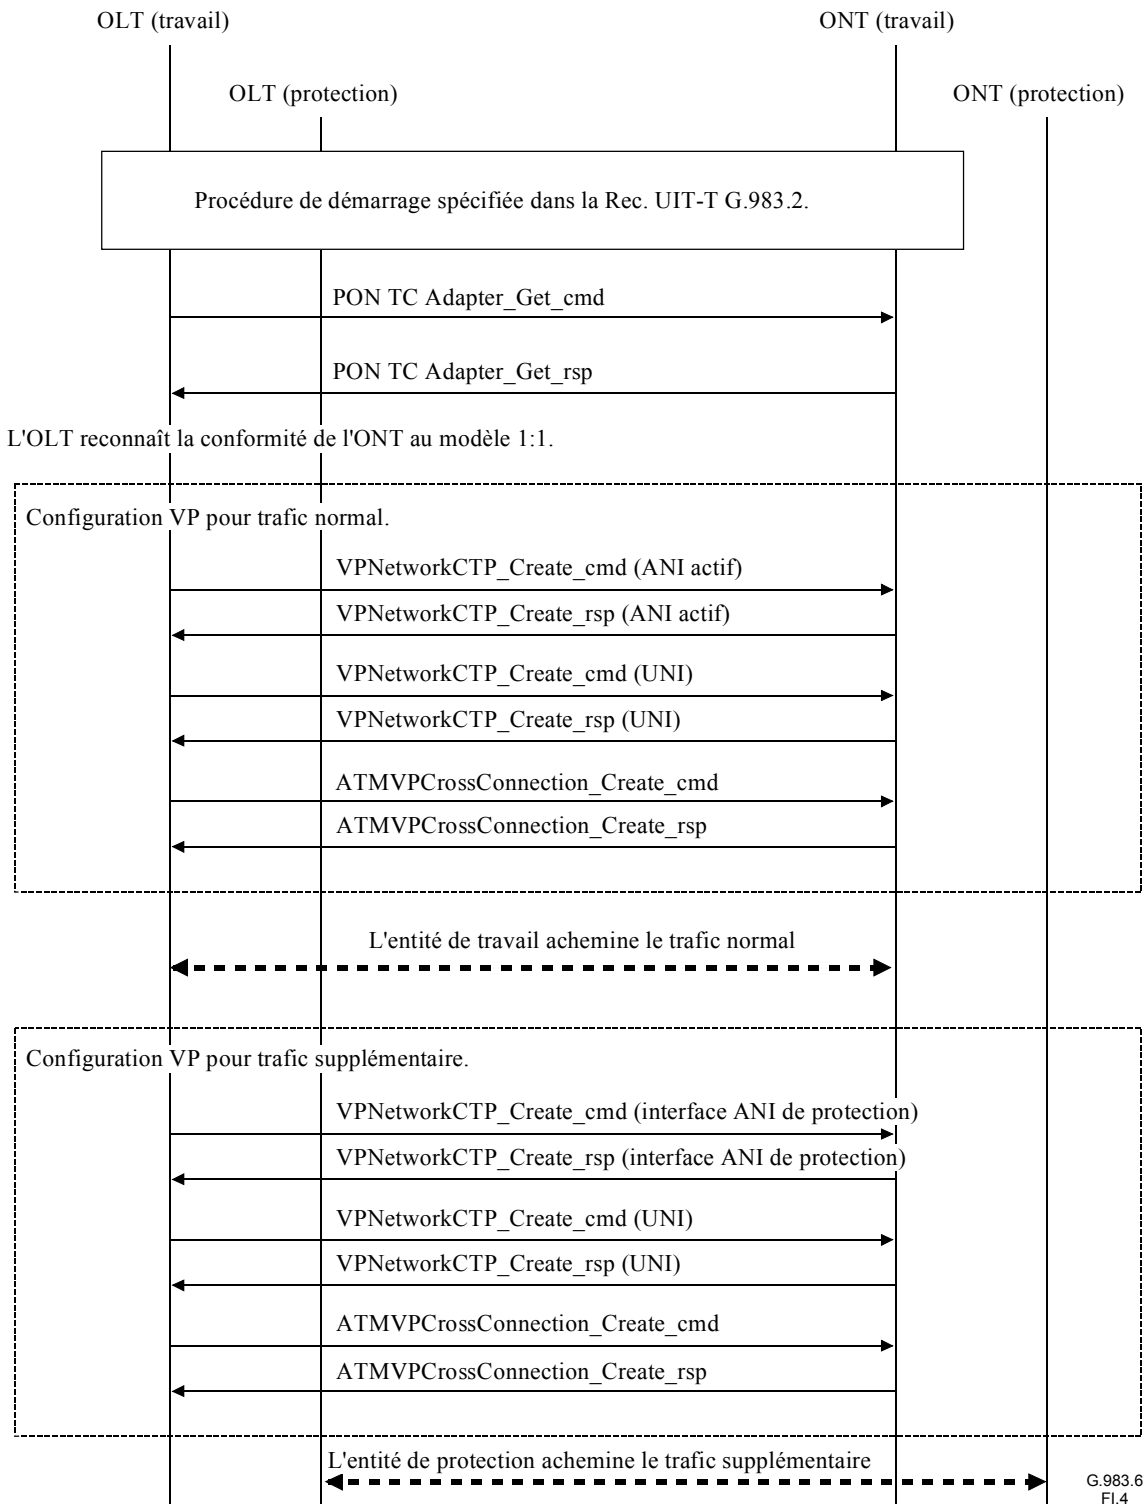 OLT (travail)
ONT (travail)
OLT (protection)
ONT (protection)
Procédure de démarrage spécifiée dans la Rec. UIT-T G.983.2.
PON TC Adapter_Get_cmd
PON TC Adapter_Get_rsp
L'OLT reconnaît la conformité de l'ONT au modèle 1:1.
Configuration VP pour trafic normal.
VPNetworkCTP_Create_cmd (ANI actif)
VPNetworkCTP_Create_rsp (ANI actif)
VPNetworkCTP_Create_cmd (UNI)
VPNetworkCTP_Create_rsp (UNI)
ATMVPCrossConnection_Create_cmd
ATMVPCrossConnection_Create_rsp
L'entité de travail achemine le trafic normal
Configuration VP pour trafic supplémentaire.
VPNetworkCTP_Create_cmd (interface ANI de protection)
VPNetworkCTP_Create_rsp (interface ANI de protection)
VPNetworkCTP_Create_cmd (UNI)
VPNetworkCTP_Create_rsp (UNI)
ATMVPCrossConnection_Create_cmd
ATMVPCrossConnection_Create_rsp
L'entité de protection achemine le trafic supplémentaire
G.983.6
FI.4